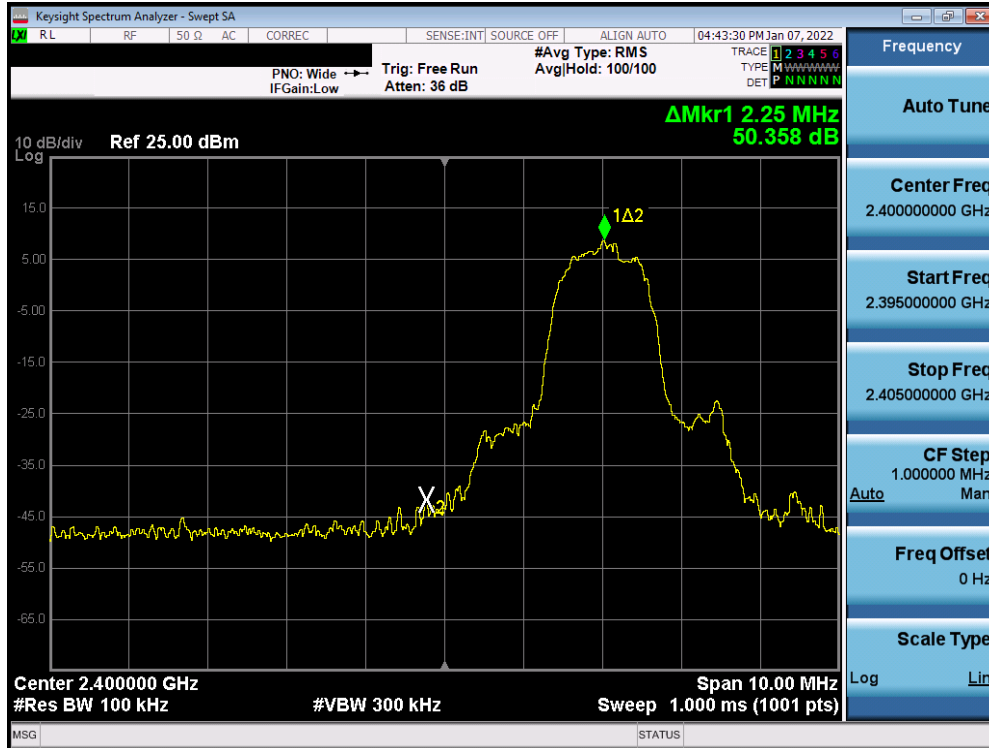 Keysight Spectrum Analyzer - Swept SA
LXI RL RF 50 Ω AC CORREC SENSE:INT SOURCE OFF ALIGN AUTO 04:43:30 PM Jan 07, 2022
#Avg Type: RMS TRACE 1 2 3 4 5 6
PNO: Wide Trig: Free Run Avg|Hold: 100/100 TYPE M WWWWW
IFGain:Low Atten: 36 dB DET P N N N N N
ΔMkr1 2.25 MHz
50.358 dB
10 dB/div Ref 25.00 dBm
Log
15.0
1Δ2
5.00
-5.00
-15.0
-25.0
-35.0
X2
-45.0
-55.0
-65.0
Center 2.400000 GHz Span 10.00 MHz
#Res BW 100 kHz #VBW 300 kHz Sweep 1.000 ms (1001 pts)
MSG STATUS
Frequency
Auto Tune
Center Freq
2.400000000 GHz
Start Freq
2.395000000 GHz
Stop Freq
2.405000000 GHz
CF Step
1.000000 MHz
Auto Man
Freq Offset
0 Hz
Scale Type
Log Lin